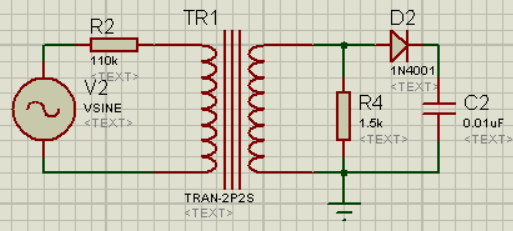 R2
110k
<TEXT>
V2
VSINE
<TEXT>
TR1
TRAN-2P2S
<TEXT>
D2
1N4001
<TEXT>
R4
1.5k
<TEXT>
C2
0.01uF
<TEXT>